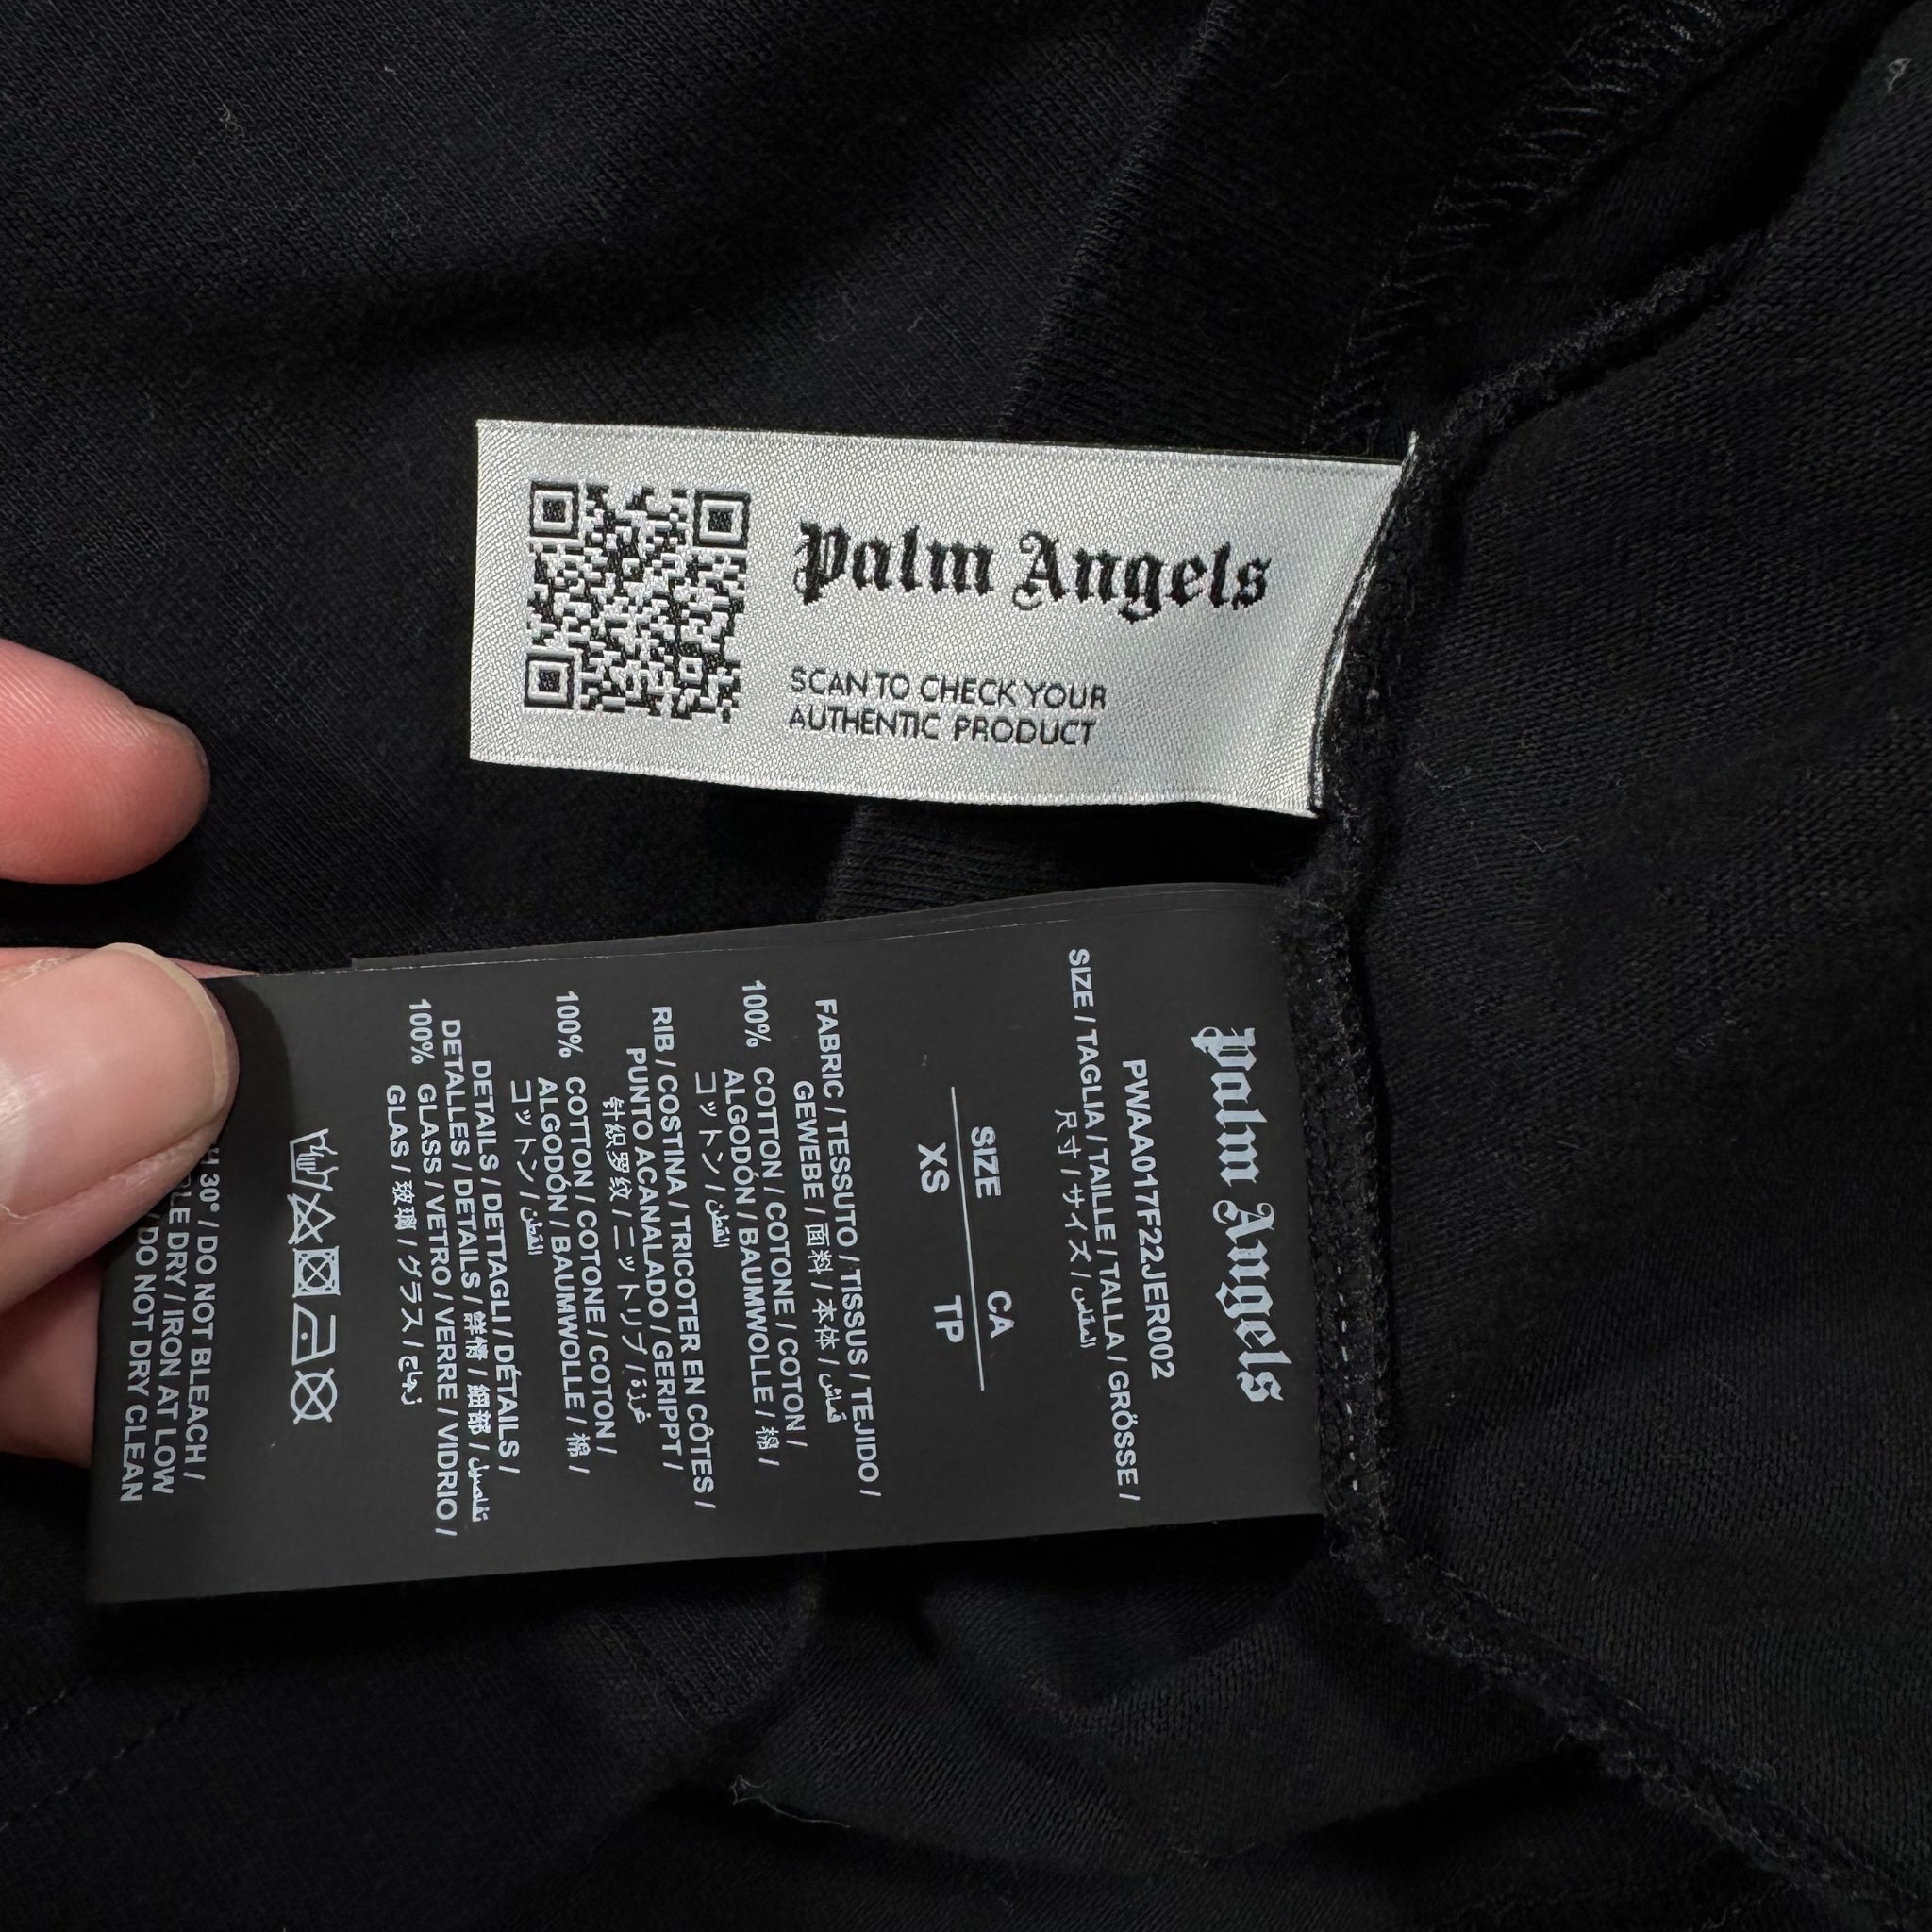 Palm Angels
SCAN TO CHECK YOUR
AUTHENTIC PRODUCT
Palm Angels
PWAA017F22JER002
SIZE / TAGLIA / TAILLE / TALLA / GRÖSSE /
尺寸 / サイズ / المقاس
SIZE CA
XS TP
FABRIC / TESSUTO / TISSUS / TEJIDO /
GEWEBE / 面料 / 本体 / قماش
100% COTTON / COTONE / COTON /
ALGODÓN / BAUMWOLLE / 棉 /
コットン / القطن
RIB / COSTINA / TRICOTER EN CÔTES /
PUNTO ACANALADO / GERIPPT /
针织罗纹 / ニットリブ / غرزة
100% COTTON / COTONE / COTON /
ALGODÓN / BAUMWOLLE / 棉 /
コットン / القطن
DETAILS / DETTAGLI / DÉTAILS /
DETALLES / DETAILS / 详情 / 細部 / تفاصيل
100% GLASS / VETRO / VERRE / VIDRIO /
GLAS / 玻璃 / グラス / زجاج
30° / DO NOT BLEACH /
DRY / IRON AT LOW
/ DO NOT DRY CLEAN